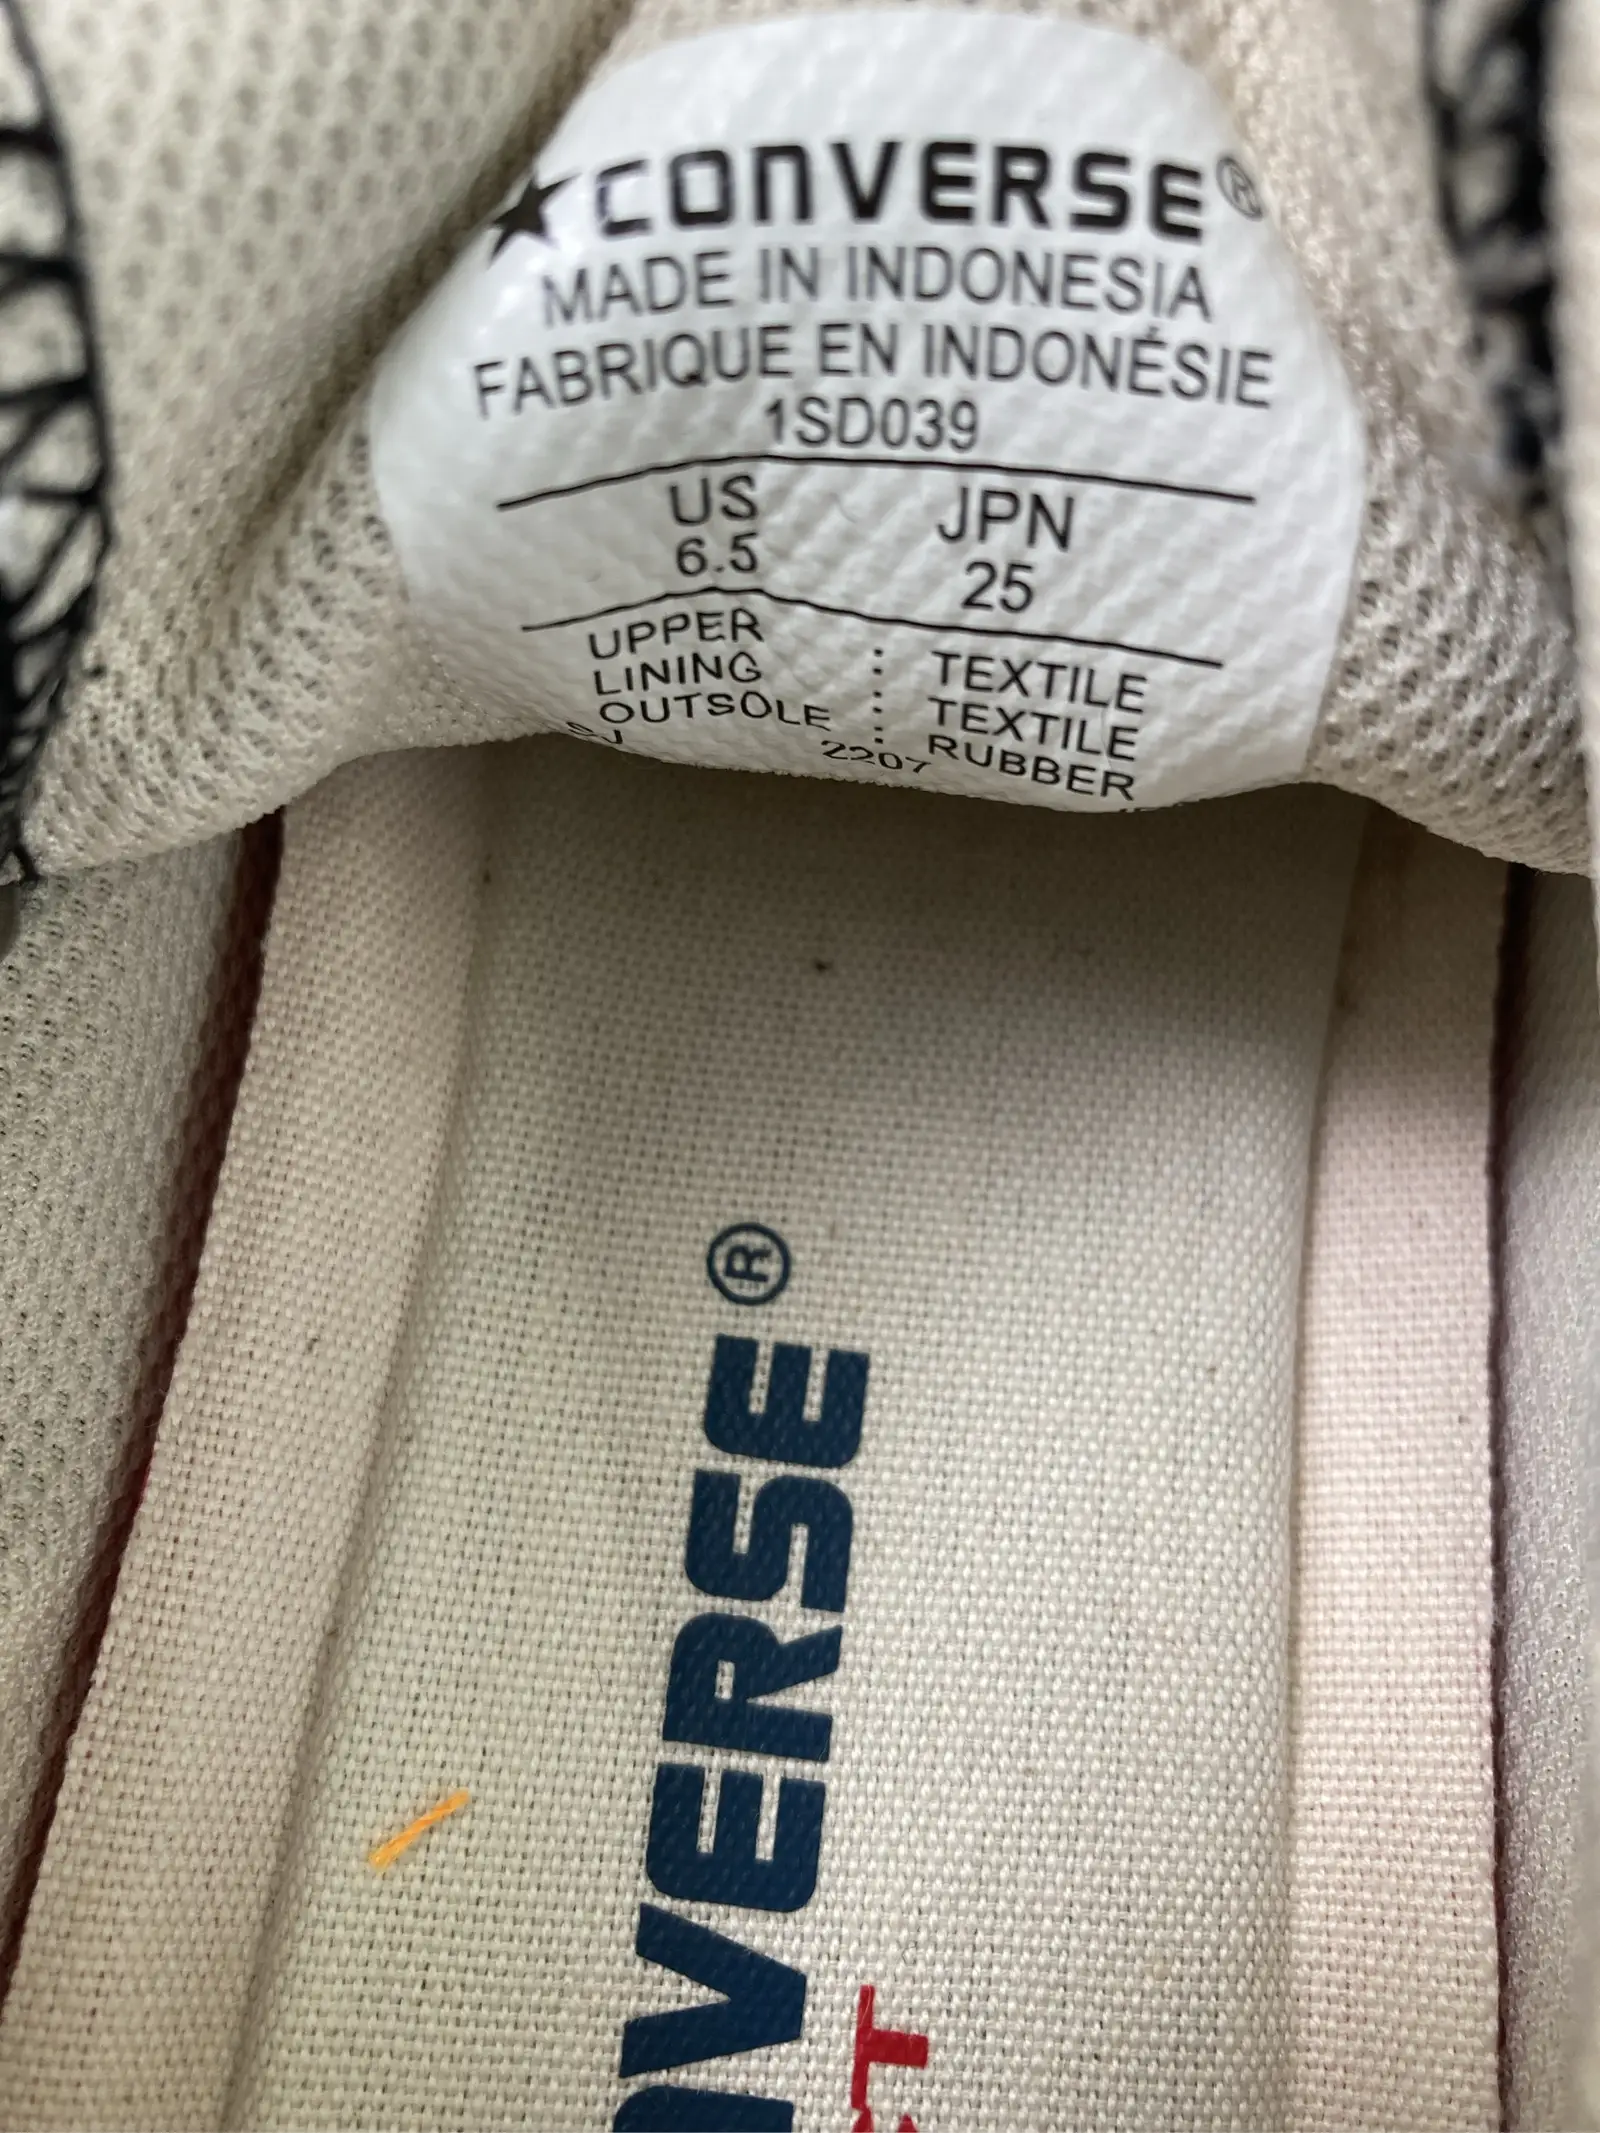 ★CONVERSE®
MADE IN INDONESIA
FABRIQUE EN INDONÉSIE
1SD039
US JPN
6.5 25
UPPER : TEXTILE
LINING : TEXTILE
OUTSOLE : RUBBER
2207
VERSE®